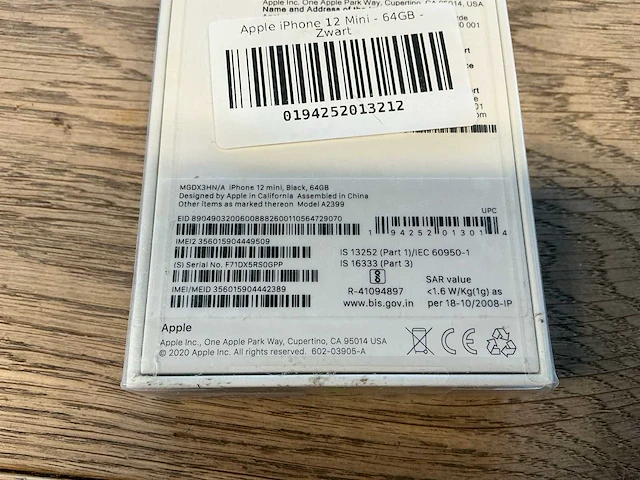 Apple Inc., One Apple Park Way, Cupertino, CA 95014, USA
Name and Address of the
Apple iPhone 12 Mini - 64GB -
Zwart
0194252013212
MGDX3HN/A iPhone 12 mini, Black, 64GB
Designed by Apple in California Assembled in China
Other items as marked thereon Model A2399
UPC
EID 89049032006008882600110564729070
1 94252 01301 4
IMEI2 356015904449509
IS 13252 (Part 1)/IEC 60950-1
(S) Serial No. F71DX5RS0GPP
IS 16333 (Part 3)
SAR value
IMEI/MEID 356015904442389
R-41094897
<1.6 W/Kg(1g) as
www.bis.gov.in
per 18-10/2008-IP
Apple
Apple Inc., One Apple Park Way, Cupertino, CA 95014 USA
© 2020 Apple Inc. All rights reserved. 602-03905-A
CE